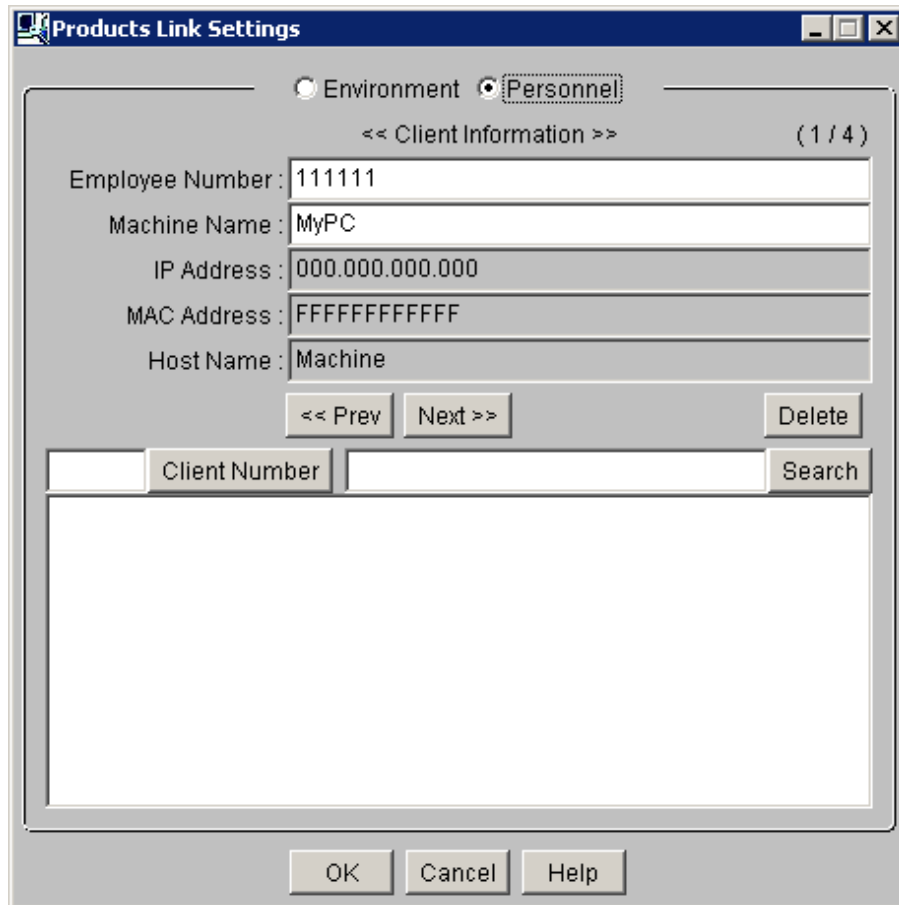 Products Link Settings
Environment Personnel
<< Client Information >> ( 1 / 4 )
Employee Number : 111111
Machine Name : MyPC
IP Address : 000.000.000.000
MAC Address : FFFFFFFFFFFF
Host Name : Machine
<< Prev Next >> Delete
Client Number Search
OK Cancel Help